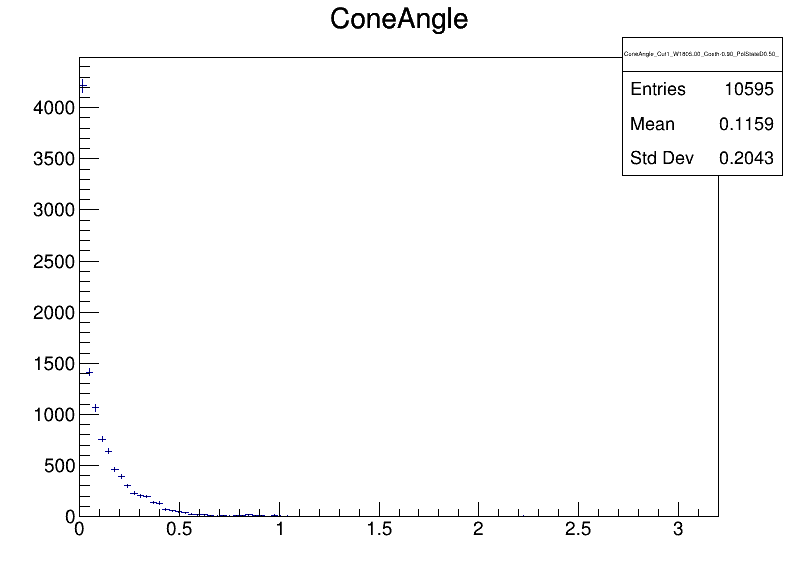 ConeAngle
ConeAngle_Cut1_W1805.00_Costh-0.90_PolStateD0.50_
Entries 10595
Mean 0.1159
Std Dev 0.2043
4000
3500
3000
2500
2000
1500
1000
500
0
0 0.5 1 1.5 2 2.5 3